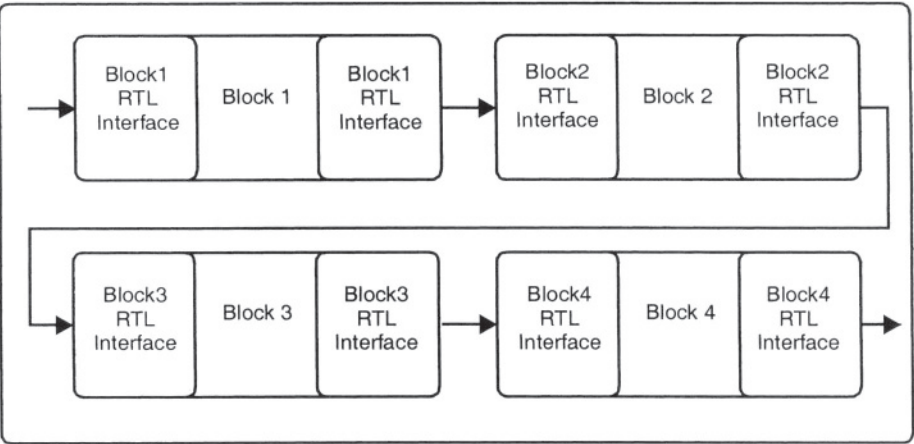 Block1
RTL
Interface
Block 1
Block1
RTL
Interface
Block2
RTL
Interface
Block 2
Block2
RTL
Interface
Block3
RTL
Interface
Block 3
Block3
RTL
Interface
Block4
RTL
Interface
Block 4
Block4
RTL
Interface